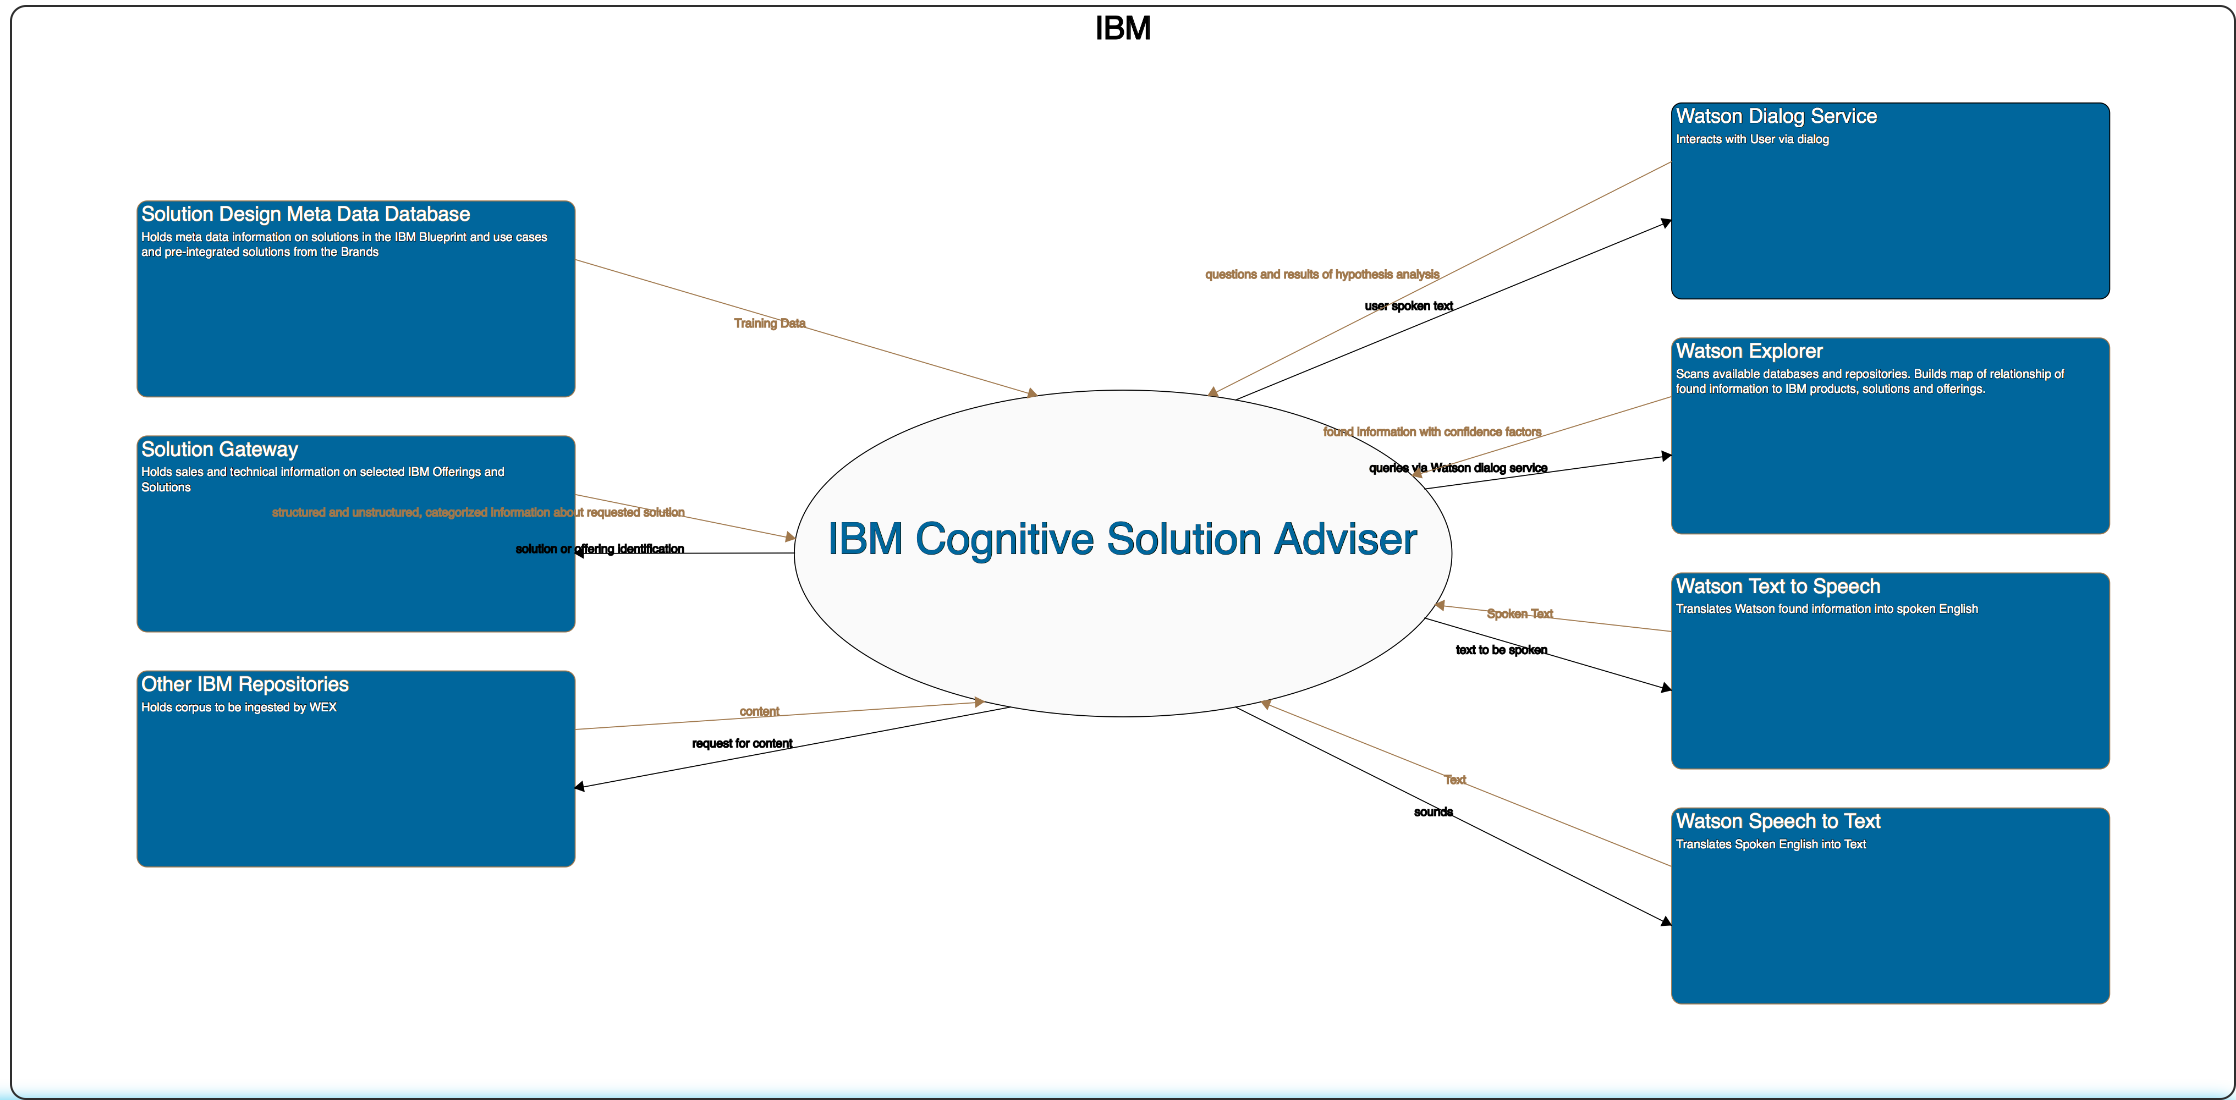 IBM
Solution Design Meta Data Database
Holds meta data information on solutions in the IBM Blueprint and use cases
and pre-integrated solutions from the Brands
Training Data
Solution Gateway
Holds sales and technical information on selected IBM Offerings and
Solutions
structured and unstructured, categorized information about requested solution
solution or offering identification
Other IBM Repositories
Holds corpus to be ingested by WEX
content
request for content
IBM Cognitive Solution Adviser
Watson Dialog Service
Interacts with User via dialog
questions and results of hypothesis analysis
user spoken text
Watson Explorer
Scans available databases and repositories. Builds map of relationship of
found information to IBM products, solutions and offerings.
found information with confidence factors
queries via Watson dialog service
Watson Text to Speech
Translates Watson found information into spoken English
Spoken Text
text to be spoken
Watson Speech to Text
Translates Spoken English into Text
Text
sounds